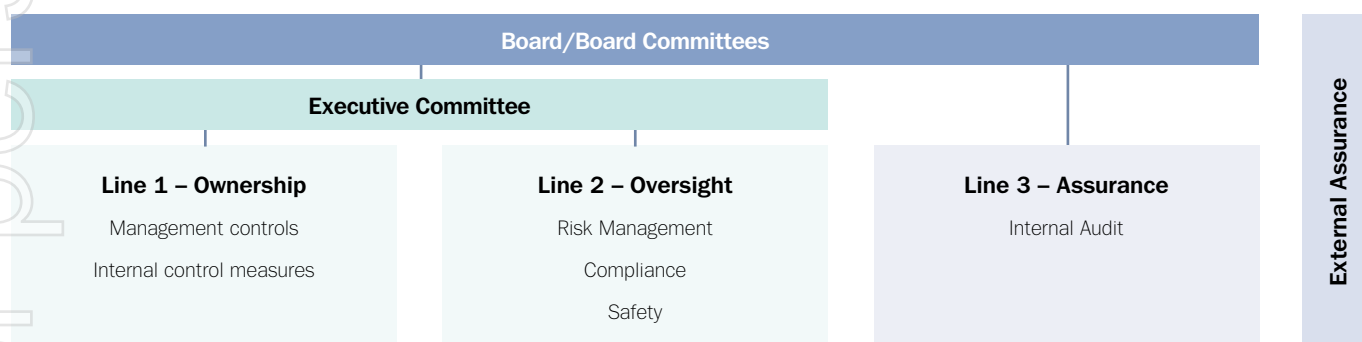 Board/Board Committees
Executive Committee
Line 1 – Ownership
Management controls
Internal control measures
Line 2 – Oversight
Risk Management
Compliance
Safety
Line 3 – Assurance
Internal Audit
External Assurance